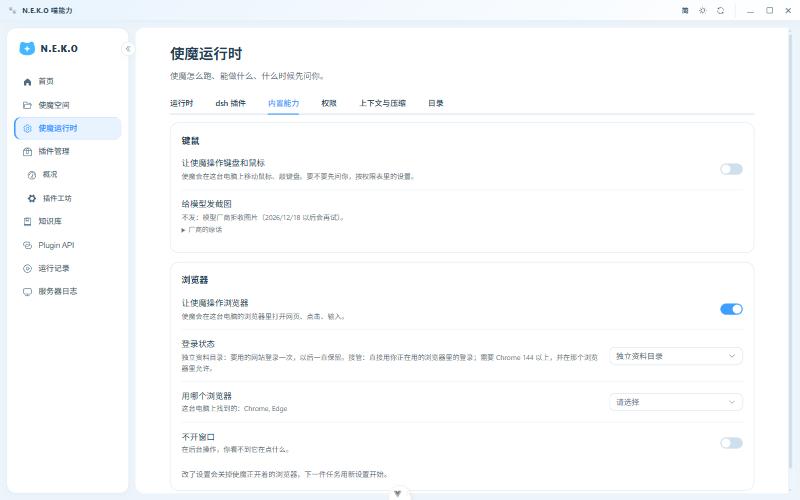 N.E.K.O 喵能力
简
N.E.K.O
首页
使魔空间
使魔运行时
插件管理
概况
插件工坊
知识库
Plugin API
运行记录
服务器日志
使魔运行时
使魔怎么跑、能做什么、什么时候先问你。
运行时 dsh 插件 内置能力 权限 上下文与压缩 目录
键鼠
让使魔操作键盘和鼠标
使魔会在这台电脑上移动鼠标、敲键盘。要不要先问你，按权限表里的设置。
给模型发截图
不发：模型厂商拒收图片（2026/12/18 以后会再试）。
▶ 厂商的原话
浏览器
让使魔操作浏览器
使魔会在这台电脑的浏览器里打开网页、点击、输入。
登录状态
独立资料目录：要用的网站登录一次，以后一直保留。接管：直接用你正在用的浏览器里的登录；需要 Chrome 144 以上，并在那个浏览
器里允许。
独立资料目录
用哪个浏览器
这台电脑上找到的：Chrome, Edge
请选择
不开窗口
在后台操作，你看不到它在点什么。
改了设置会关掉使魔正开着的浏览器，下一件任务用新设置开始。